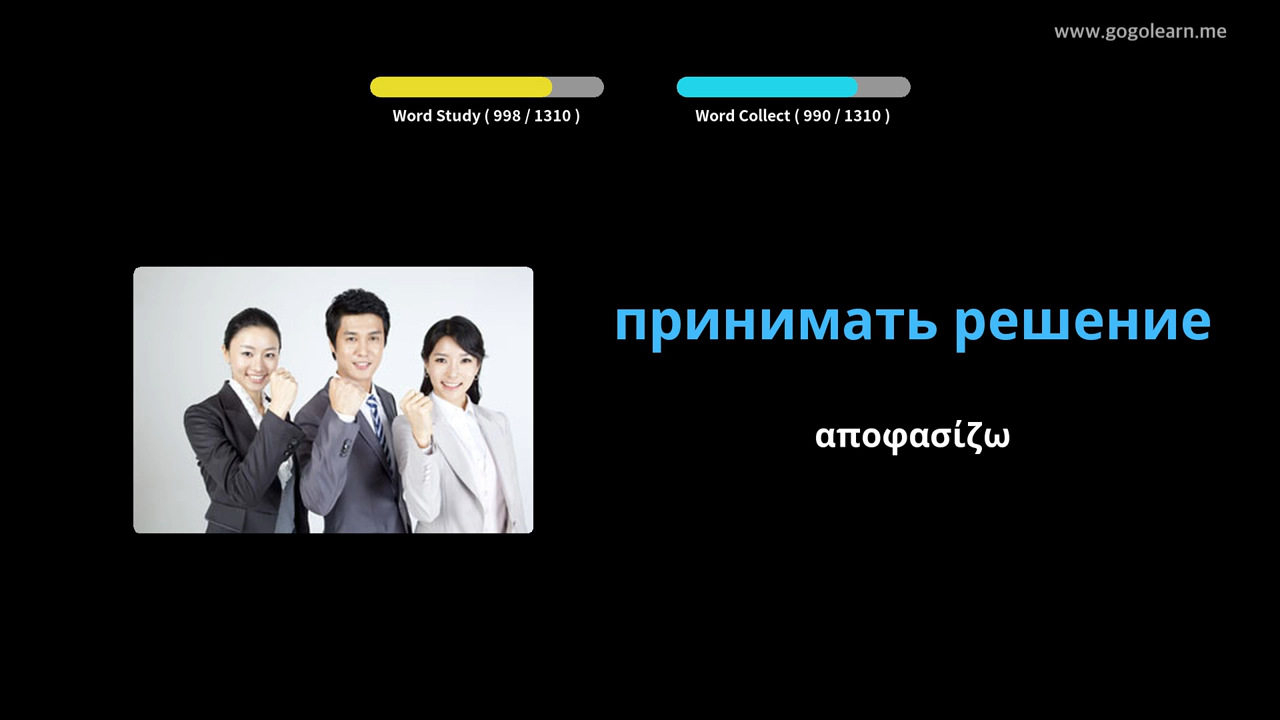 www.gogolearn.me
Word Study ( 998 / 1310 )
Word Collect ( 990 / 1310 )
принимать решение
αποφασίζω